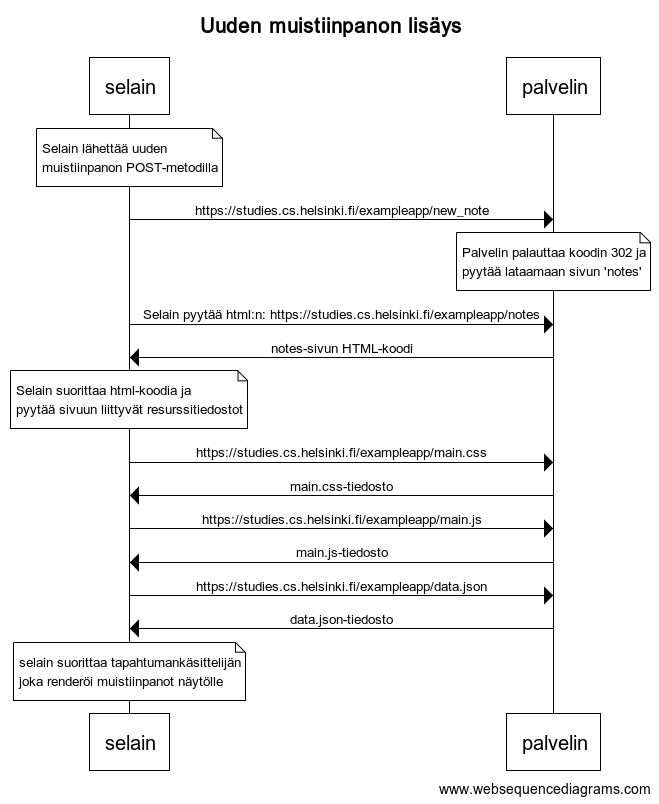 Uuden muistiinpanon lisäys
selain
palvelin
Selain lähettää uuden
muistiinpanon POST-metodilla
https://studies.cs.helsinki.fi/exampleapp/new_note
Palvelin palauttaa koodin 302 ja
pyytää lataamaan sivun 'notes'
Selain pyytää html:n: https://studies.cs.helsinki.fi/exampleapp/notes
notes-sivun HTML-koodi
Selain suorittaa html-koodia ja
pyytää sivuun liittyvät resurssitiedostot
https://studies.cs.helsinki.fi/exampleapp/main.css
main.css-tiedosto
https://studies.cs.helsinki.fi/exampleapp/main.js
main.js-tiedosto
https://studies.cs.helsinki.fi/exampleapp/data.json
data.json-tiedosto
selain suorittaa tapahtumankäsittelijän
joka renderöi muistiinpanot näytölle
selain
palvelin
www.websequencediagrams.com